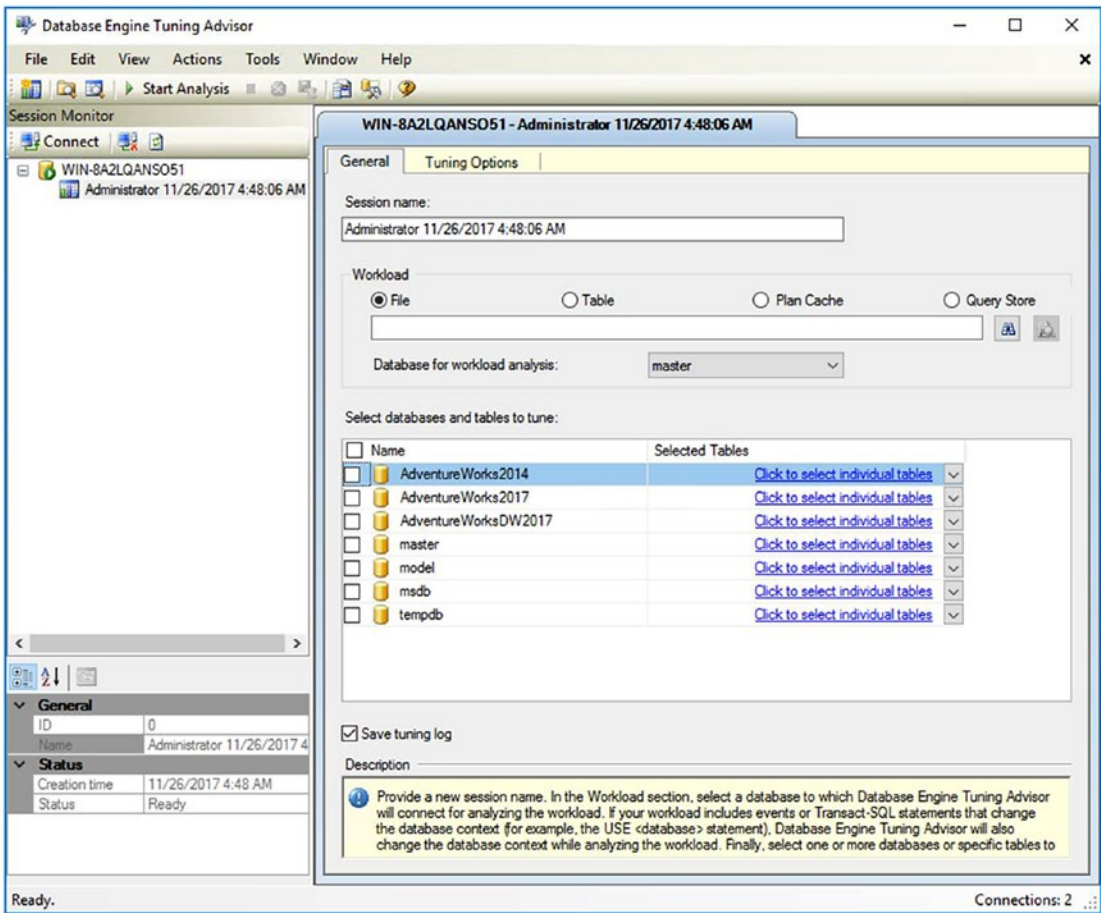 Database Engine Tuning Advisor
File Edit View Actions Tools Window Help
Start Analysis
Session Monitor
Connect
WIN-8A2LQANSO51
Administrator 11/26/2017 4:48:06 AM
General
ID 0
Name Administrator 11/26/2017 4
Status
Creation time 11/26/2017 4:48 AM
Status Ready
WIN-8A2LQANSO51 - Administrator 11/26/2017 4:48:06 AM
General Tuning Options
Session name:
Administrator 11/26/2017 4:48:06 AM
Workload
File Table Plan Cache Query Store
Database for workload analysis: master
Select databases and tables to tune:
Name Selected Tables
AdventureWorks2014 Click to select individual tables
AdventureWorks2017 Click to select individual tables
AdventureWorksDW2017 Click to select individual tables
master Click to select individual tables
model Click to select individual tables
msdb Click to select individual tables
tempdb Click to select individual tables
Save tuning log
Description
Provide a new session name. In the Workload section, select a database to which Database Engine Tuning Advisor
will connect for analyzing the workload. If your workload includes events or Transact-SQL statements that change
the database context (for example, the USE <database> statement), Database Engine Tuning Advisor will also
change the database context while analyzing the workload. Finally, select one or more databases or specific tables to
Ready. Connections: 2